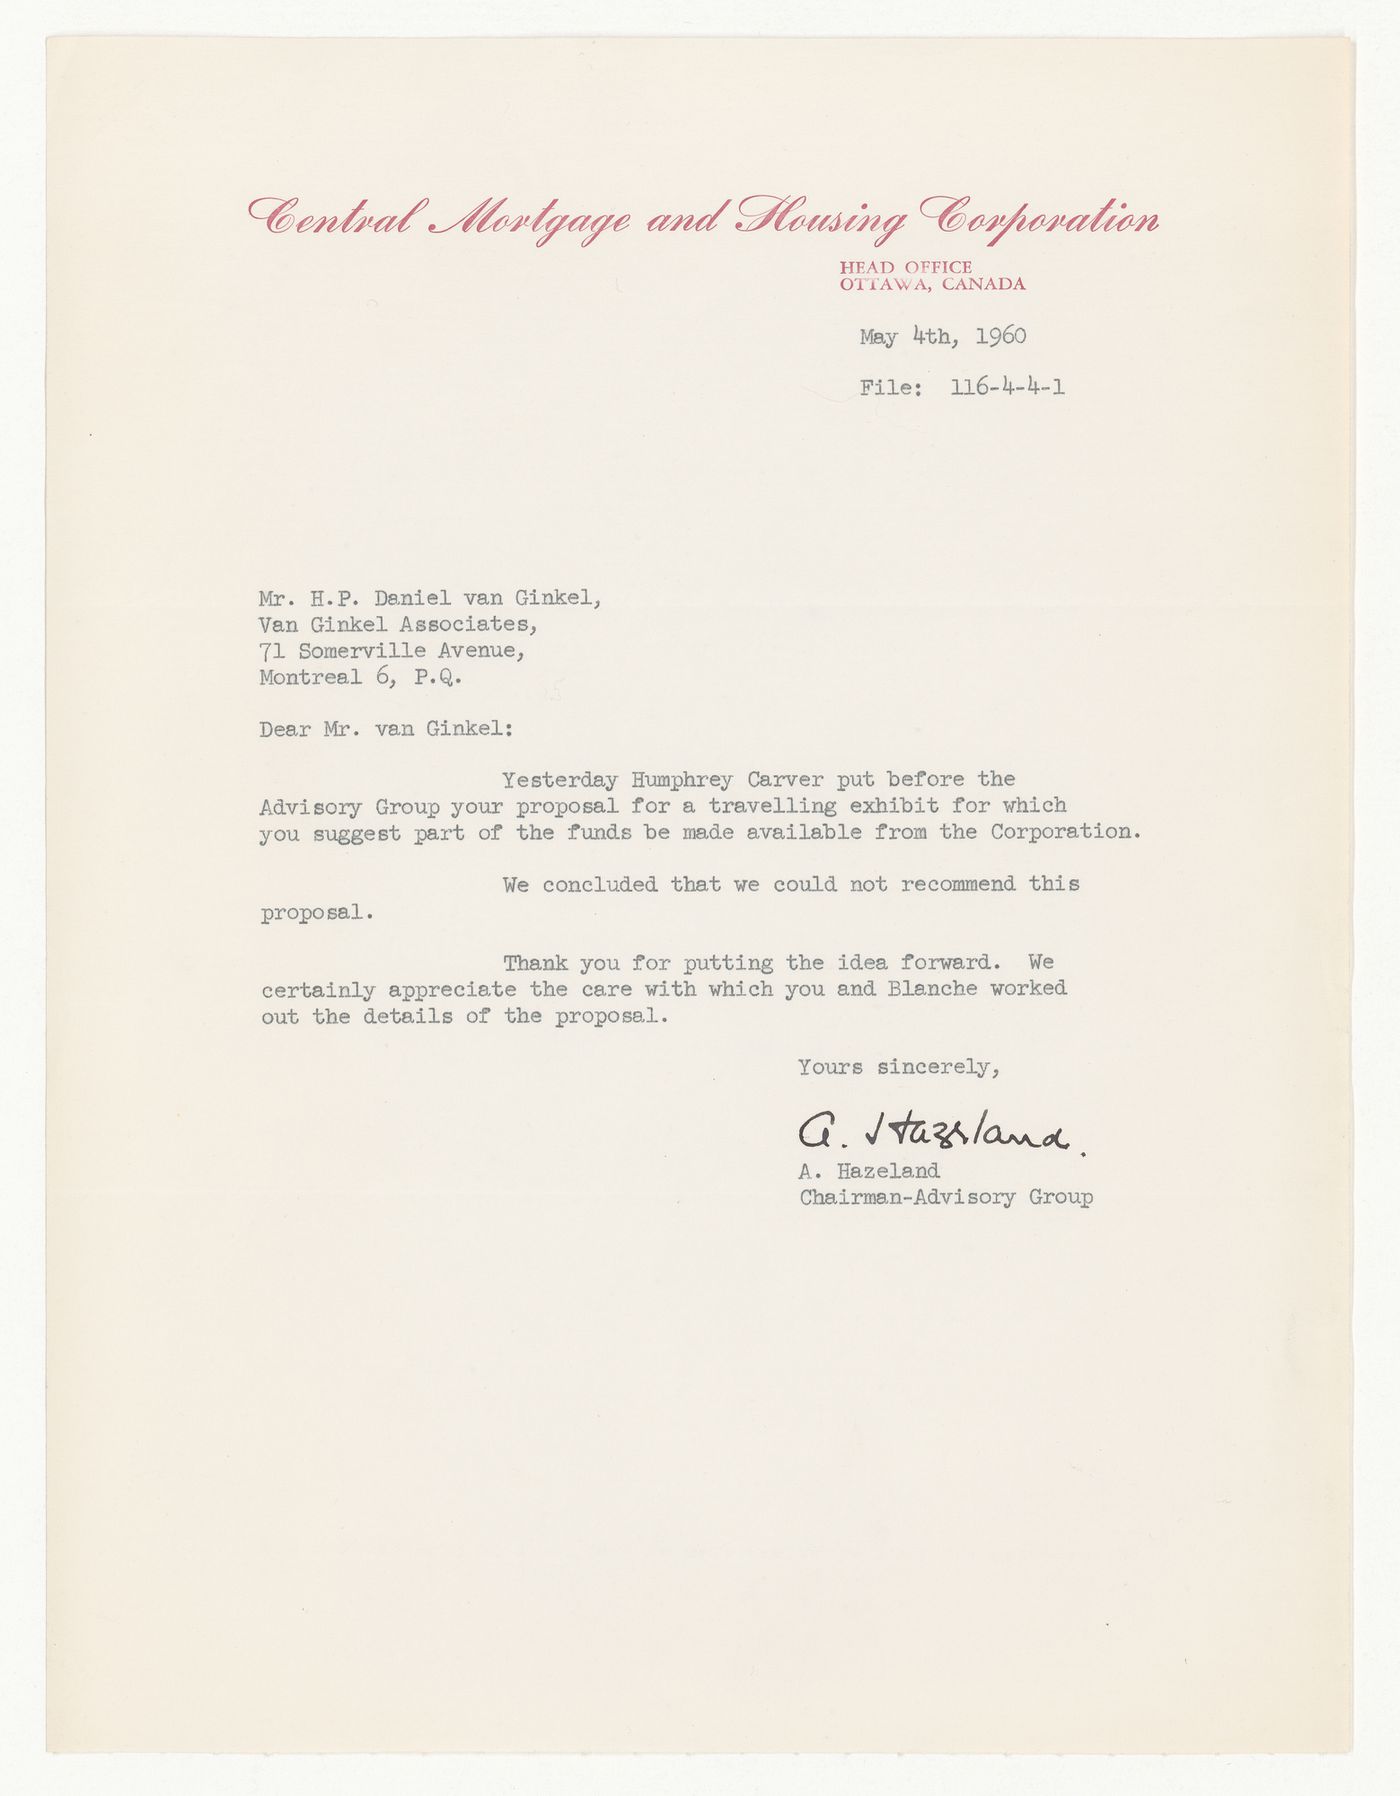 Central Mortgage and Housing Corporation
HEAD OFFICE
OTTAWA, CANADA
May 4th, 1960
File: 116-4-4-1
Mr. H.P. Daniel van Ginkel,
Van Ginkel Associates,
71 Somerville Avenue,
Montreal 6, P.Q.
Dear Mr. van Ginkel:
Yesterday Humphrey Carver put before the
Advisory Group your proposal for a travelling exhibit for which
you suggest part of the funds be made available from the Corporation.
We concluded that we could not recommend this
proposal.
Thank you for putting the idea forward. We
certainly appreciate the care with which you and Blanche worked
out the details of the proposal.
Yours sincerely,
A. Hazeland.
A. Hazeland
Chairman-Advisory Group